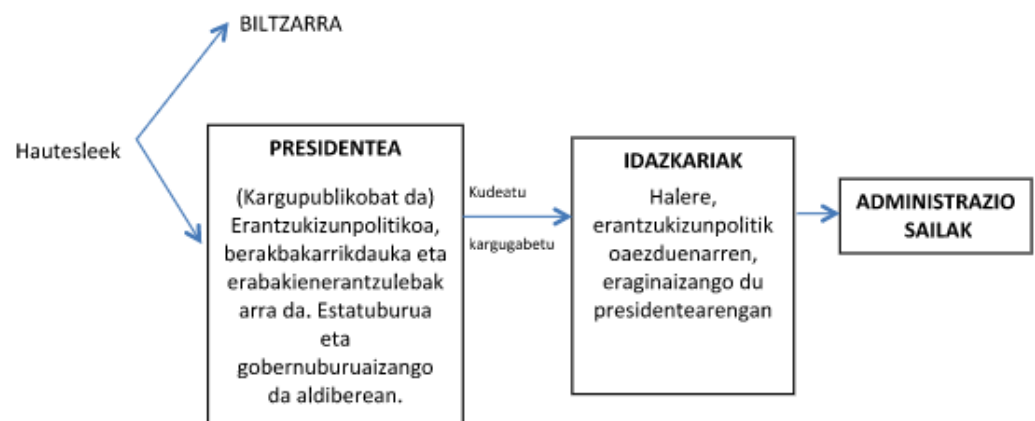 BILTZARRA
Hautesleek
PRESIDENTEA
(Kargupublikobat da)
Erantzukizunpolitikoa,
berakbakarrikdauka eta
erabakienerantzulebak
arra da. Estatuburua
eta
gobernuburuaizango
da aldiberean.
Kudeatu
kargugabetu
IDAZKARIAK
Halere,
erantzukizunpolitik
oaezduenarren,
eraginaizango du
presidentearengan
ADMINISTRAZIO
SAILAK